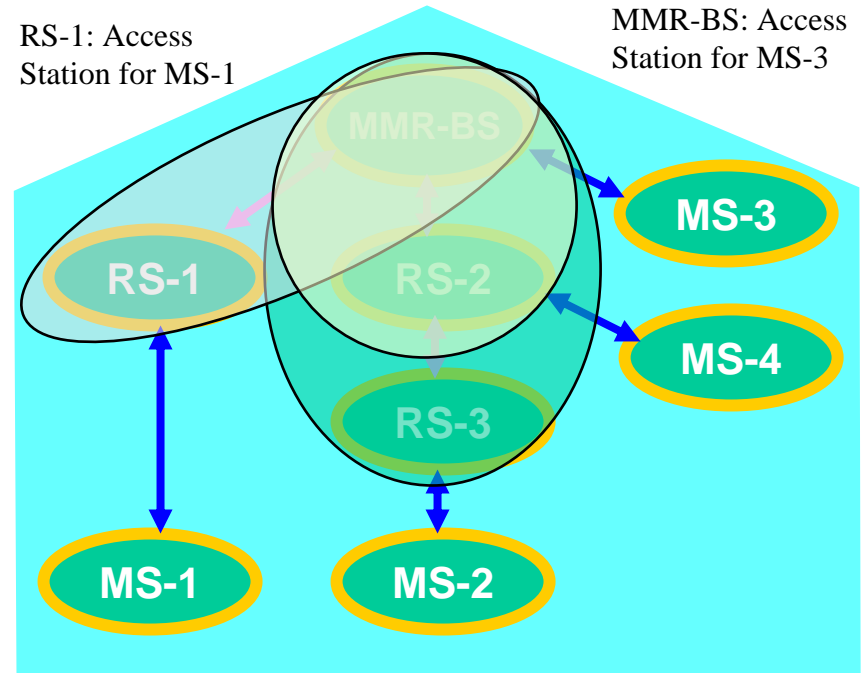 RS-1: Access
Station for MS-1
MMR-BS: Access
Station for MS-3
MMR-BS
MS-3
RS-1
RS-2
MS-4
RS-3
MS-1
MS-2